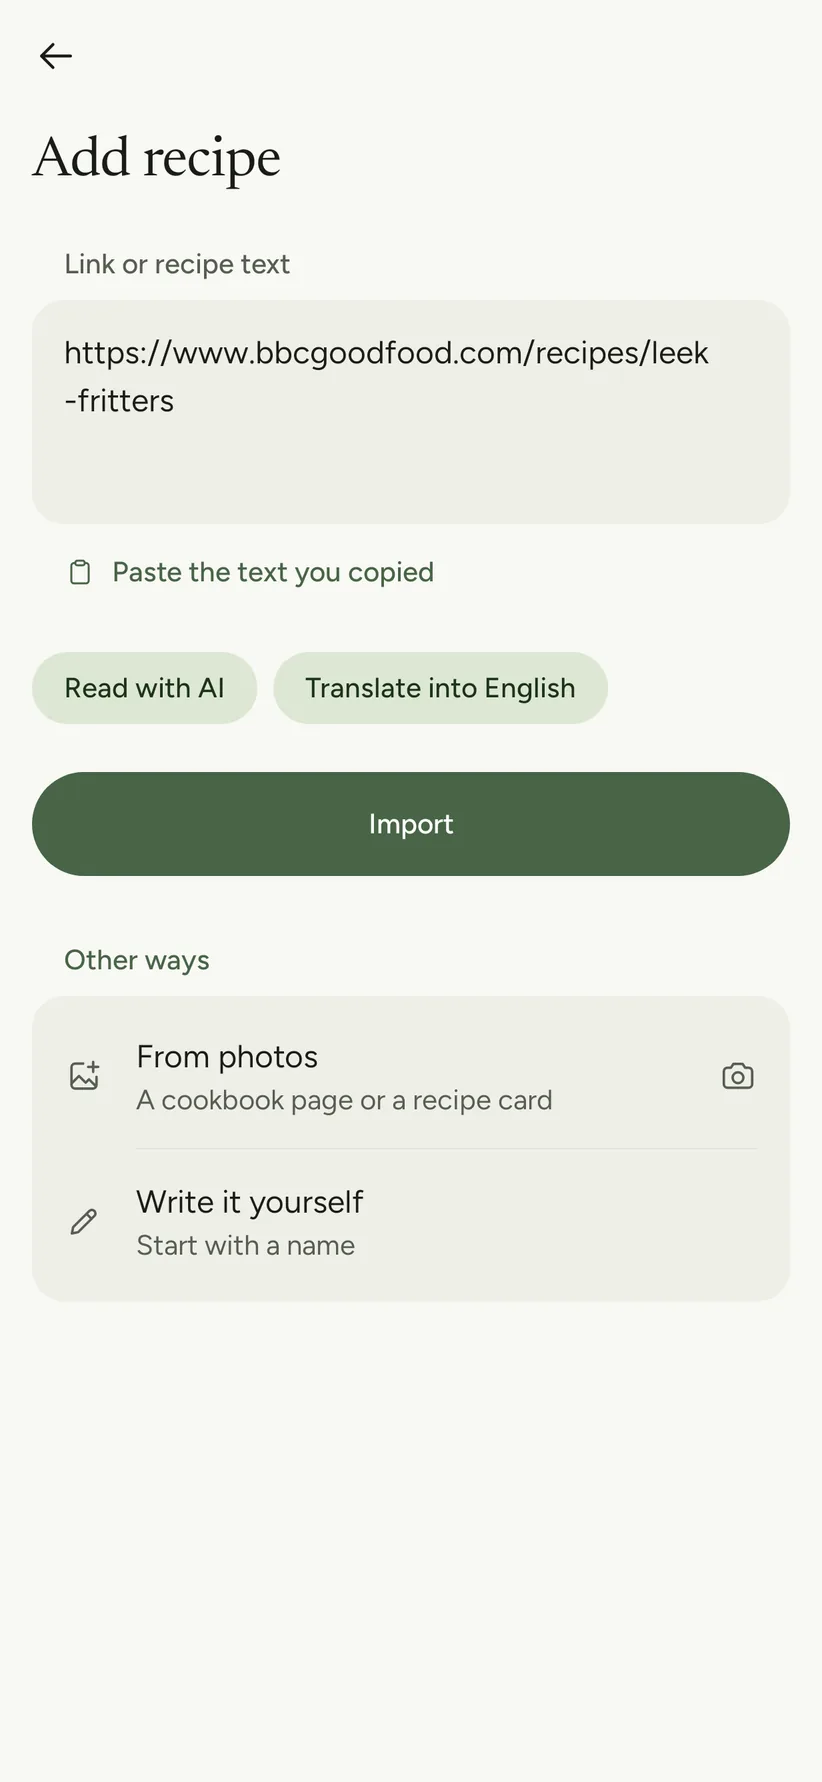 Add recipe
Link or recipe text
https://www.bbcgoodfood.com/recipes/leek
-fritters
Paste the text you copied
Read with AI
Translate into English
Import
Other ways
From photos
A cookbook page or a recipe card
Write it yourself
Start with a name